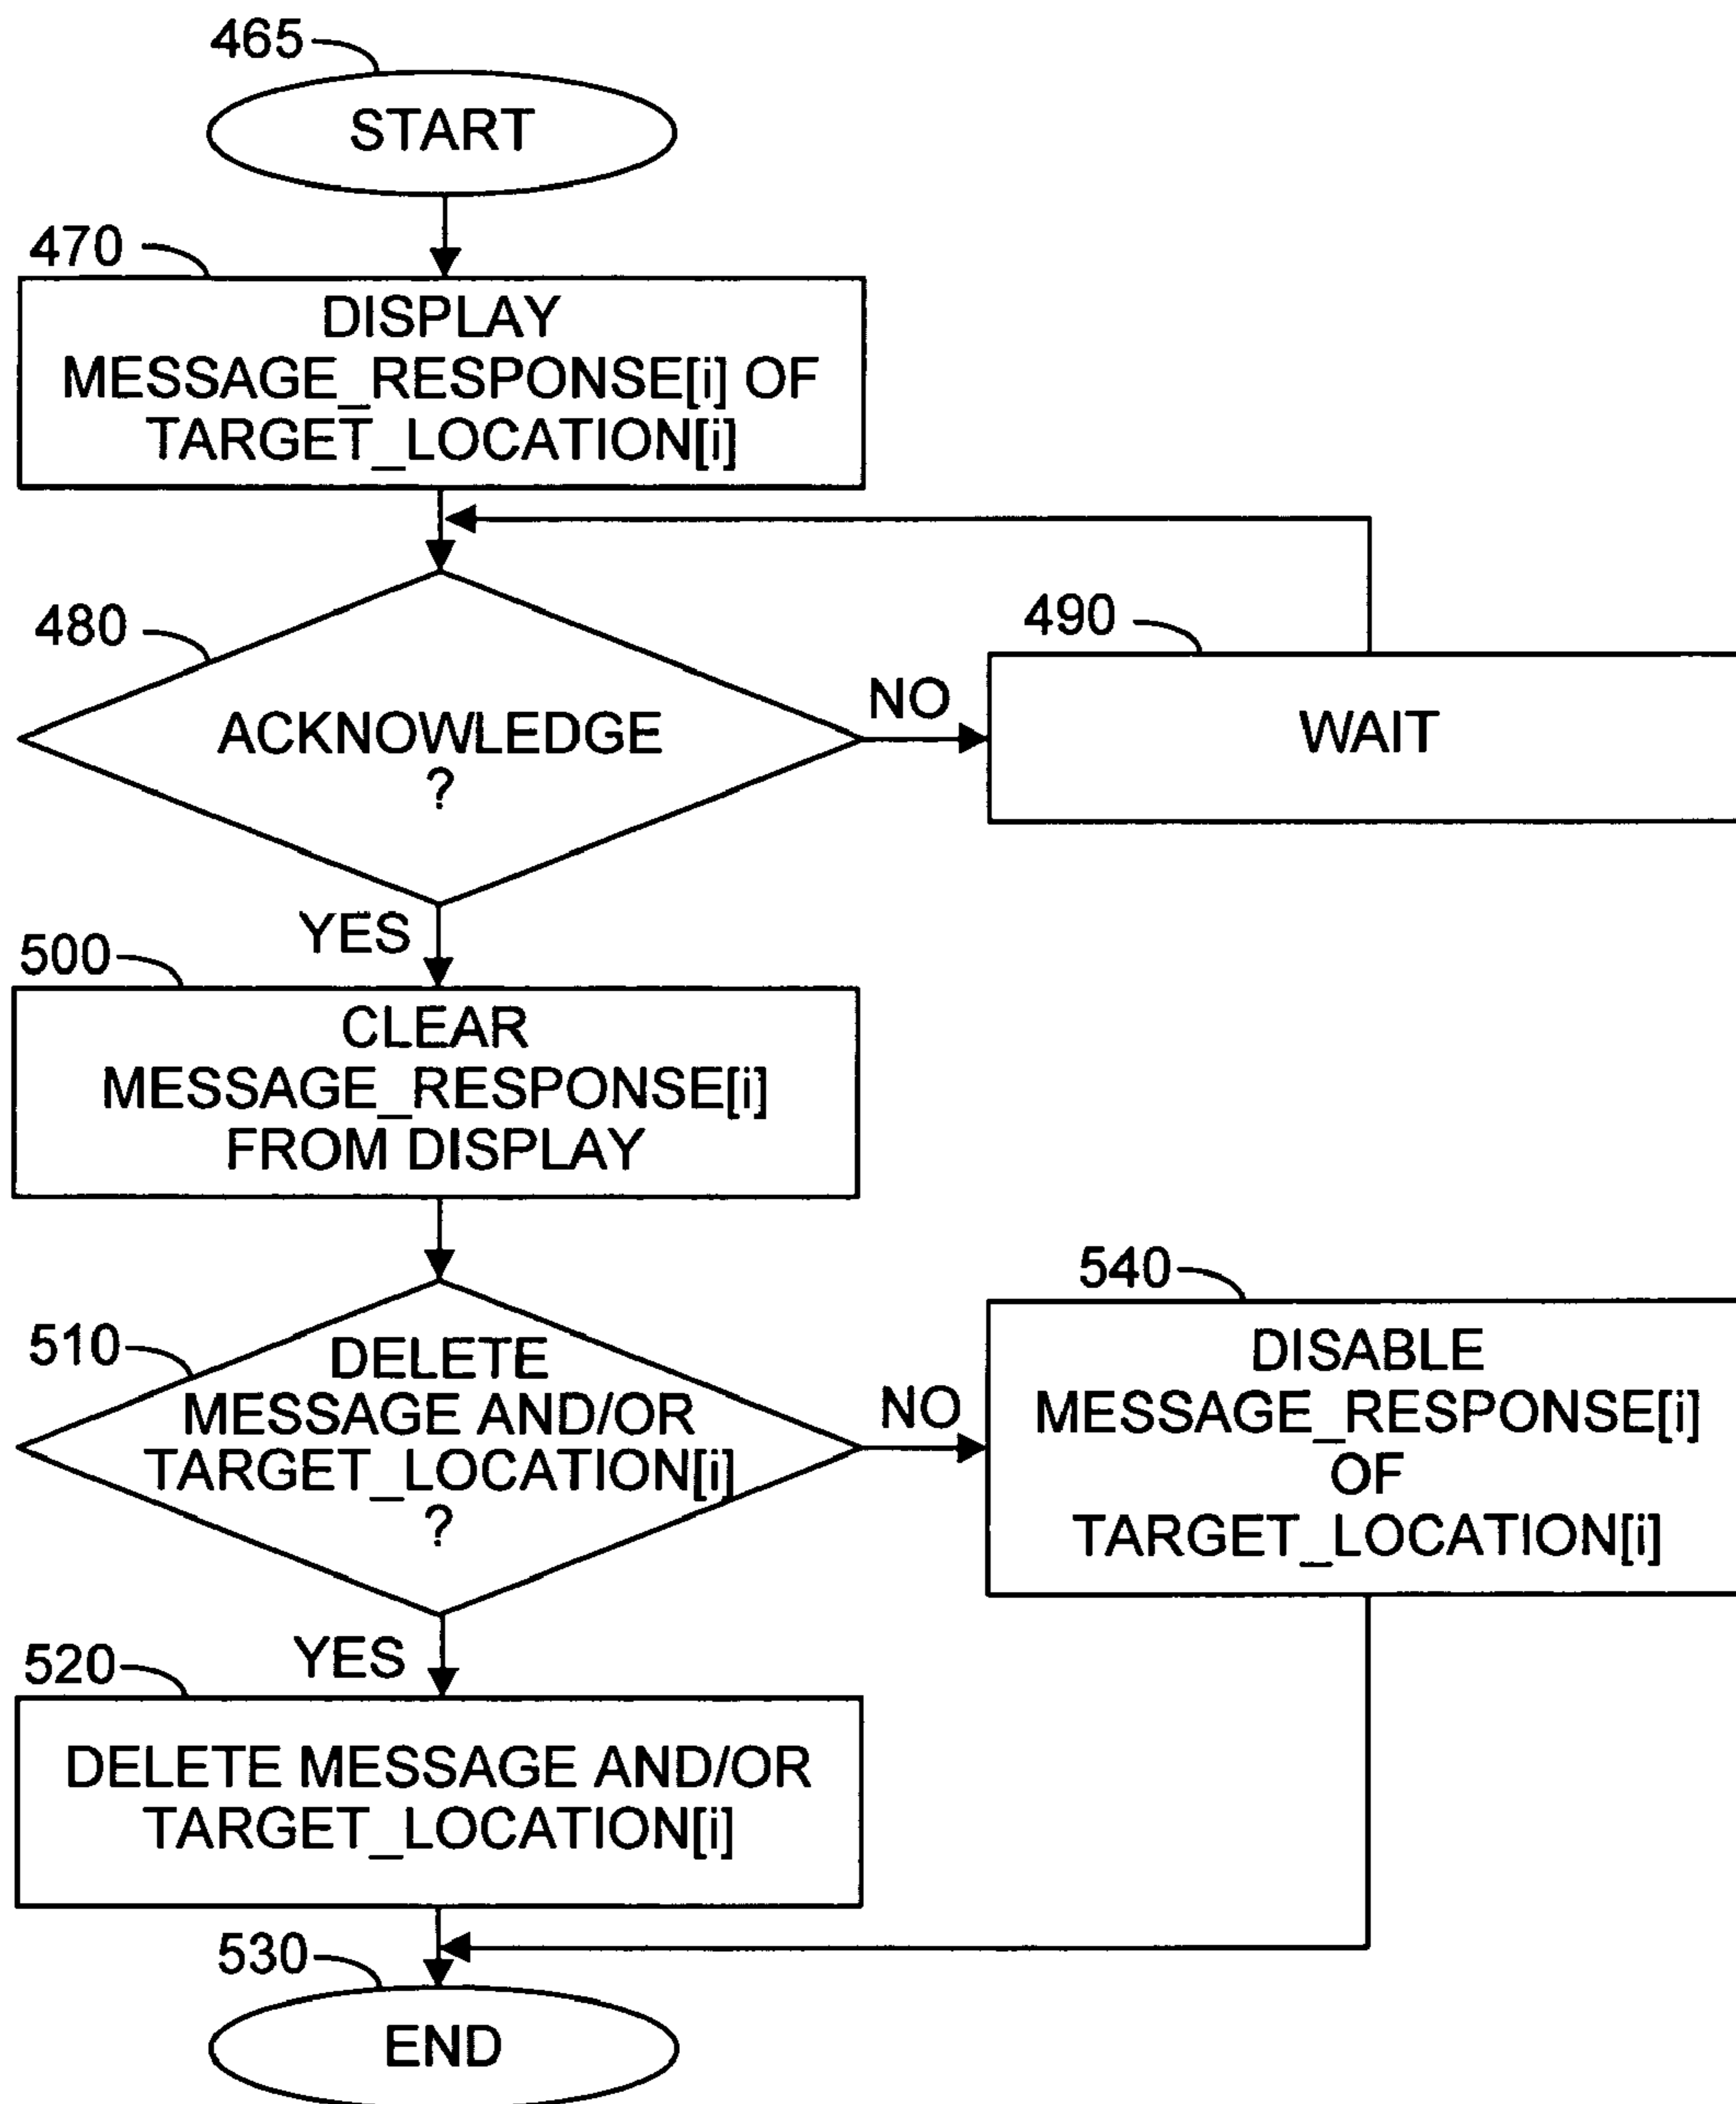 465
START
470
DISPLAY
MESSAGE_RESPONSE[i] OF
TARGET_LOCATION[i]
480
ACKNOWLEDGE
?
NO
490
WAIT
YES
500
CLEAR
MESSAGE_RESPONSE[i]
FROM DISPLAY
510
DELETE
MESSAGE AND/OR
TARGET_LOCATION[i]
?
NO
540
DISABLE
MESSAGE_RESPONSE[i]
OF
TARGET_LOCATION[i]
YES
520
DELETE MESSAGE AND/OR
TARGET_LOCATION[i]
530
END